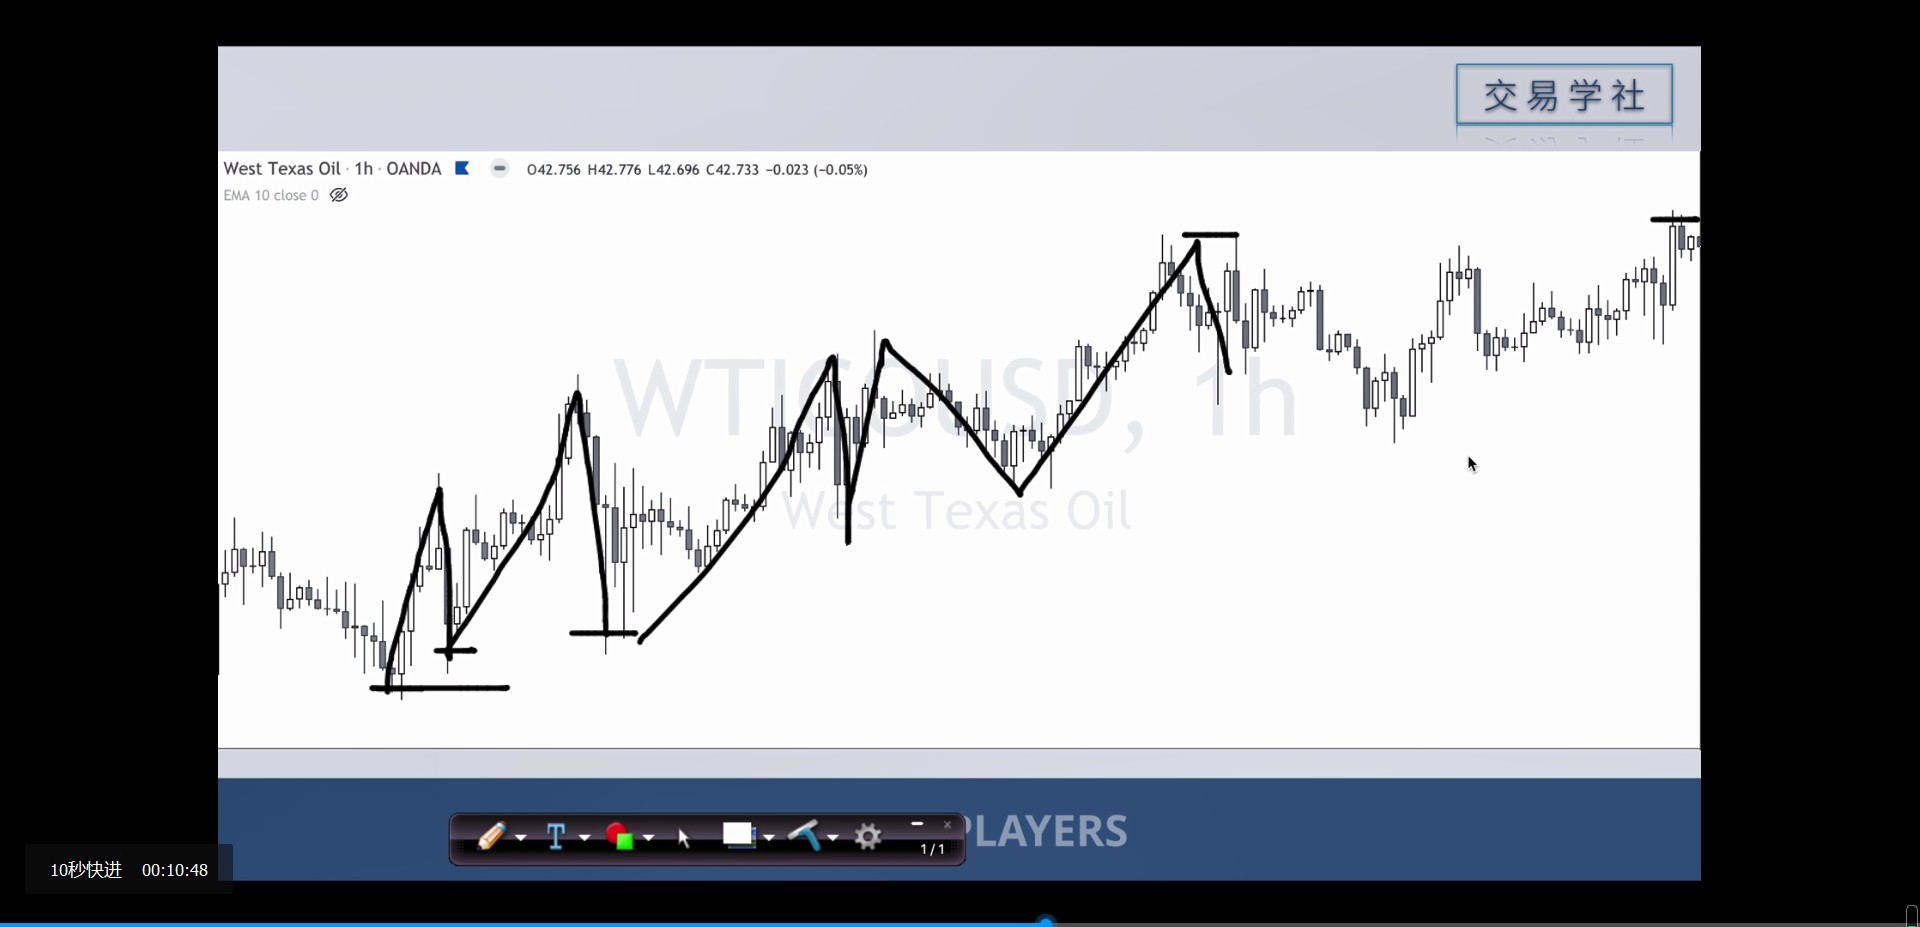 交易学社
West Texas Oil · 1h · OANDA O42.756 H42.776 L42.696 C42.733 −0.023 (−0.05%)
EMA 10 close 0
WTICOUSD, 1h
West Texas Oil
PLAYERS
1/1
10秒快进 00:10:48